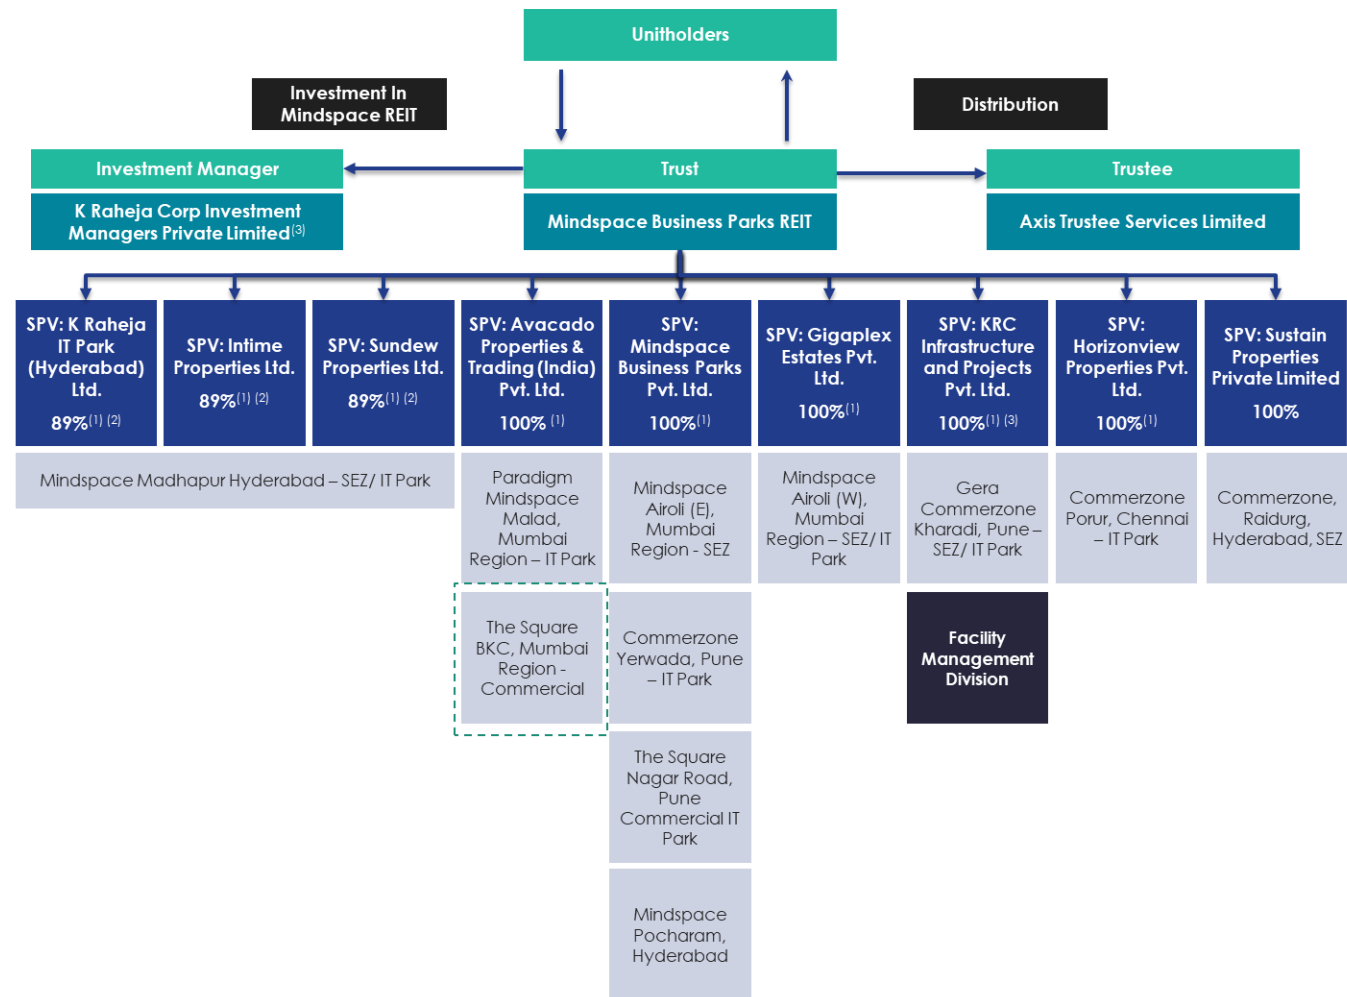 Unitholders
Investment In
Mindspace REIT
Distribution
Investment Manager
Trust
Trustee
K Raheja Corp Investment
Managers Private Limited(3)
Mindspace Business Parks REIT
Axis Trustee Services Limited
SPV: K Raheja
IT Park
(Hyderabad)
Ltd.
89%(1) (2)
SPV: Intime
Properties Ltd.
89%(1) (2)
SPV: Sundew
Properties Ltd.
89%(1) (2)
SPV: Avacado
Properties &
Trading (India)
Pvt. Ltd.
100% (1)
SPV:
Mindspace
Business Parks
Pvt. Ltd.
100%(1)
SPV: Gigaplex
Estates Pvt.
Ltd.
100%(1)
SPV: KRC
Infrastructure
and Projects
Pvt. Ltd.
100%(1) (3)
SPV:
Horizonview
Properties Pvt.
Ltd.
100%(1)
SPV: Sustain
Properties
Private Limited
100%
Mindspace Madhapur Hyderabad – SEZ/ IT Park
Paradigm
Mindspace
Malad,
Mumbai
Region – IT Park
Mindspace
Airoli (E),
Mumbai
Region - SEZ
Mindspace
Airoli (W),
Mumbai
Region – SEZ/ IT
Park
Gera
Commerzone
Kharadi, Pune –
SEZ/ IT Park
Commerzone
Porur, Chennai
– IT Park
Commerzone,
Raidurg,
Hyderabad, SEZ
The Square
BKC, Mumbai
Region -
Commercial
Commerzone
Yerwada, Pune
– IT Park
Facility
Management
Division
The Square
Nagar Road,
Pune
Commercial IT
Park
Mindspace
Pocharam,
Hyderabad